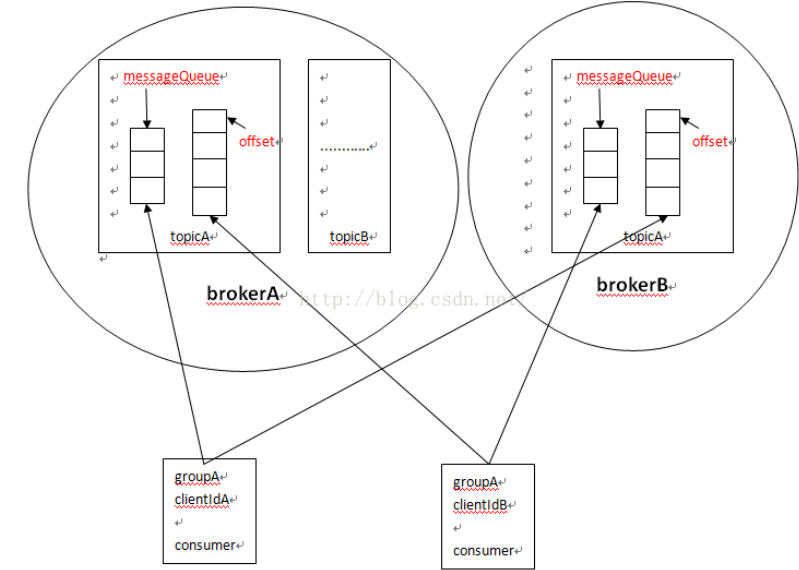 messageQueue
offset
topicA
............
topicB
brokerA
messageQueue
offset
topicA
brokerB
http://blog.csdn.net/
groupA
clientIdA
consumer
groupA
clientIdB
consumer